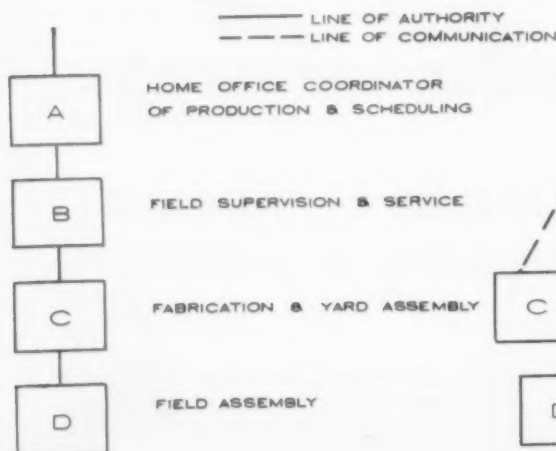 LINE OF AUTHORITY
LINE OF COMMUNICATION
A
HOME OFFICE COORDINATOR
OF PRODUCTION & SCHEDULING
B
FIELD SUPERVISION & SERVICE
C
FABRICATION & YARD ASSEMBLY
C
D
FIELD ASSEMBLY